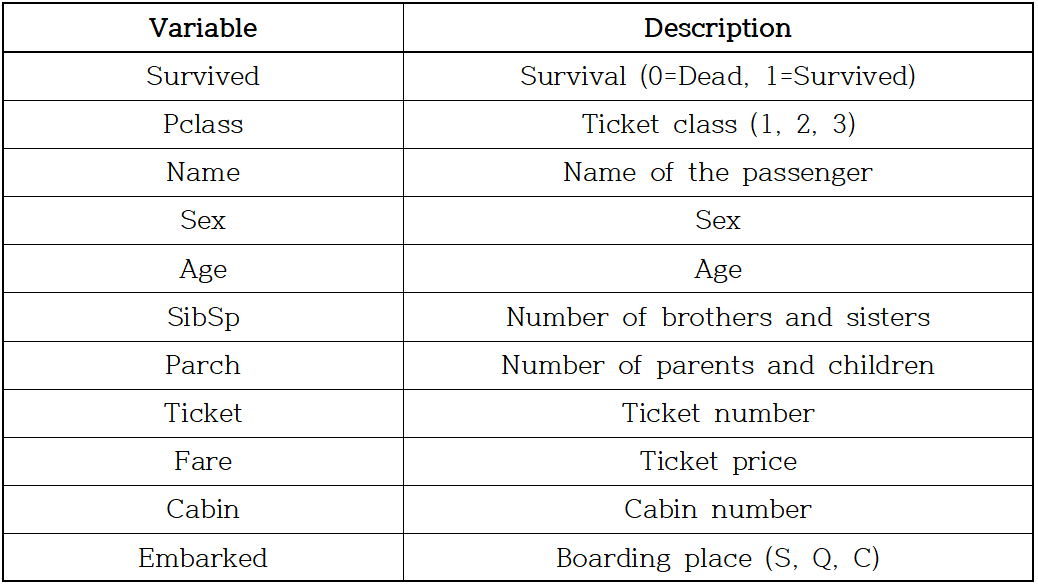 Variable Description
Survived Survival (0=Dead, 1=Survived)
Pclass Ticket class (1, 2, 3)
Name Name of the passenger
Sex Sex
Age Age
SibSp Number of brothers and sisters
Parch Number of parents and children
Ticket Ticket number
Fare Ticket price
Cabin Cabin number
Embarked Boarding place (S, Q, C)